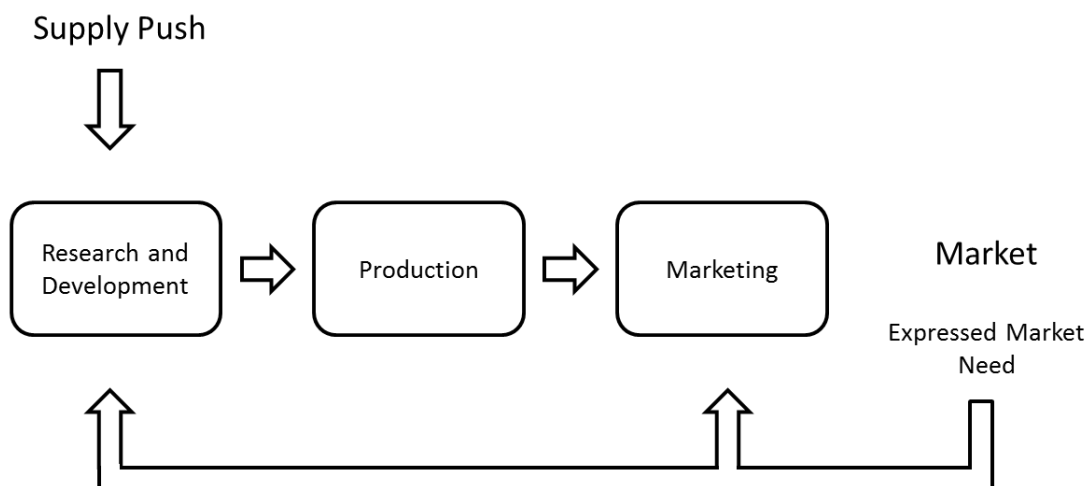 Supply Push
Research and
Development
Production
Marketing
Market
Expressed Market
Need